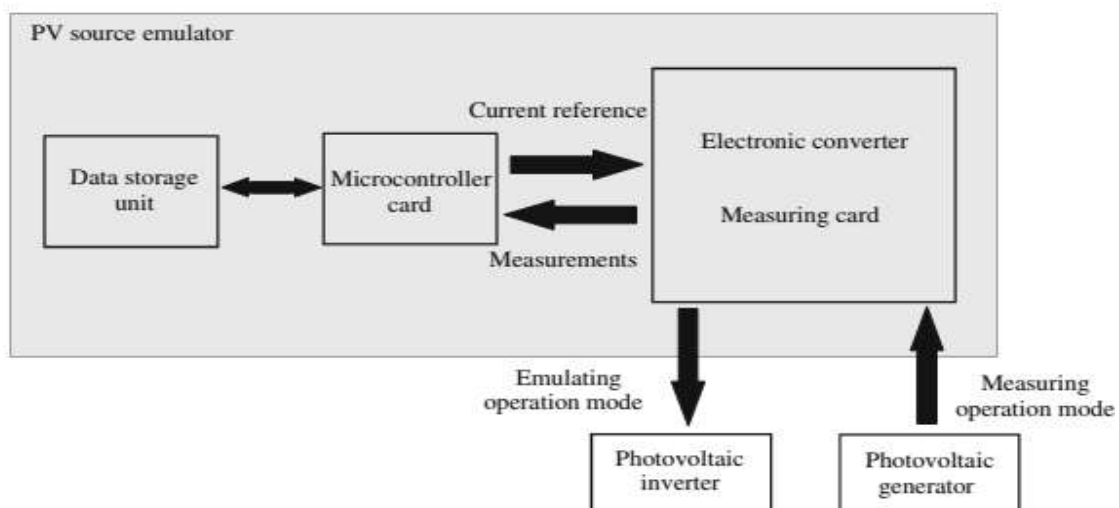 PV source emulator
Current reference
Data storage
unit
Microcontroller
card
Electronic converter
Measuring card
Measurements
Emulating
operation mode
Measuring
operation mode
Photovoltaic
inverter
Photovoltaic
generator